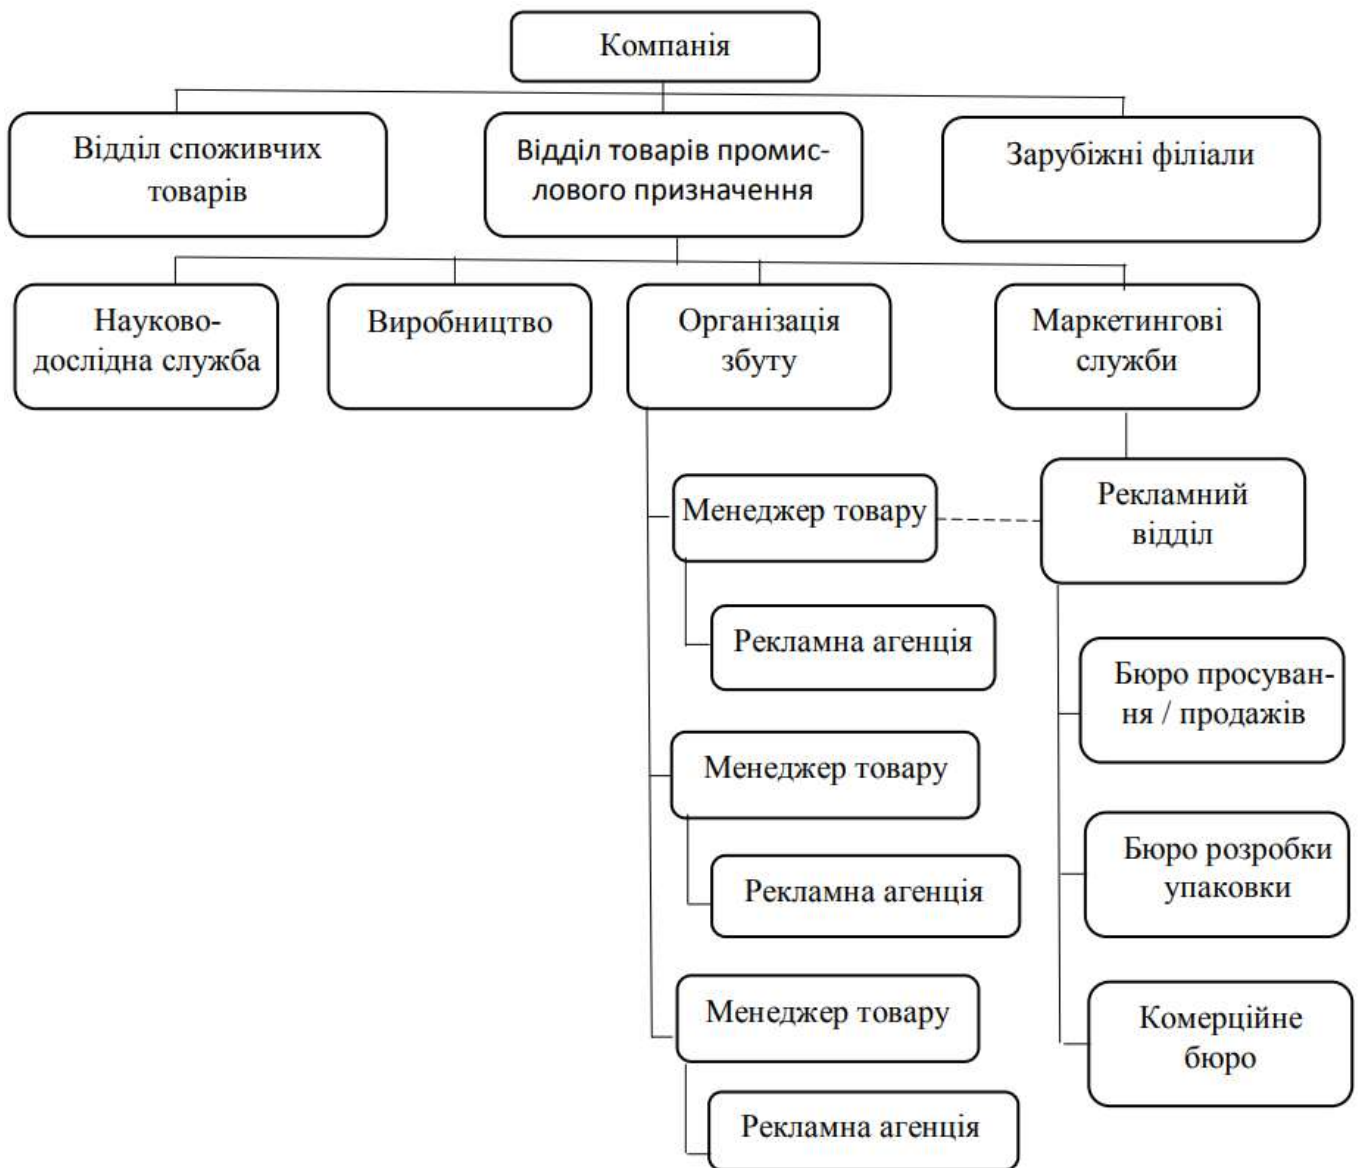 Компанія
Відділ споживчих
товарів
Відділ товарів промис-
лового призначення
Зарубіжні філіали
Науково-
дослідна служба
Виробництво
Організація
збуту
Маркетингові
служби
Менеджер товару
Рекламний
відділ
Рекламна агенція
Бюро просуван-
ня / продажів
Менеджер товару
Бюро розробки
упаковки
Рекламна агенція
Менеджер товару
Комерційне
бюро
Рекламна агенція